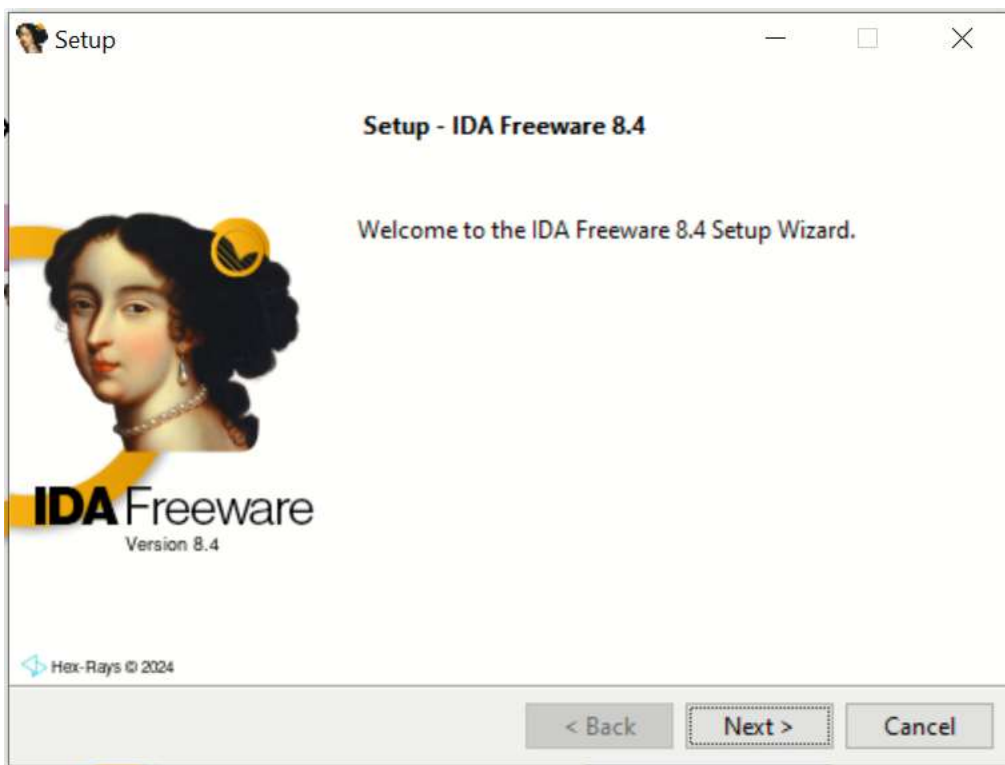 Setup
Setup - IDA Freeware 8.4
Welcome to the IDA Freeware 8.4 Setup Wizard.
IDA Freeware
Version 8.4
Hex-Rays © 2024
< Back
Next >
Cancel